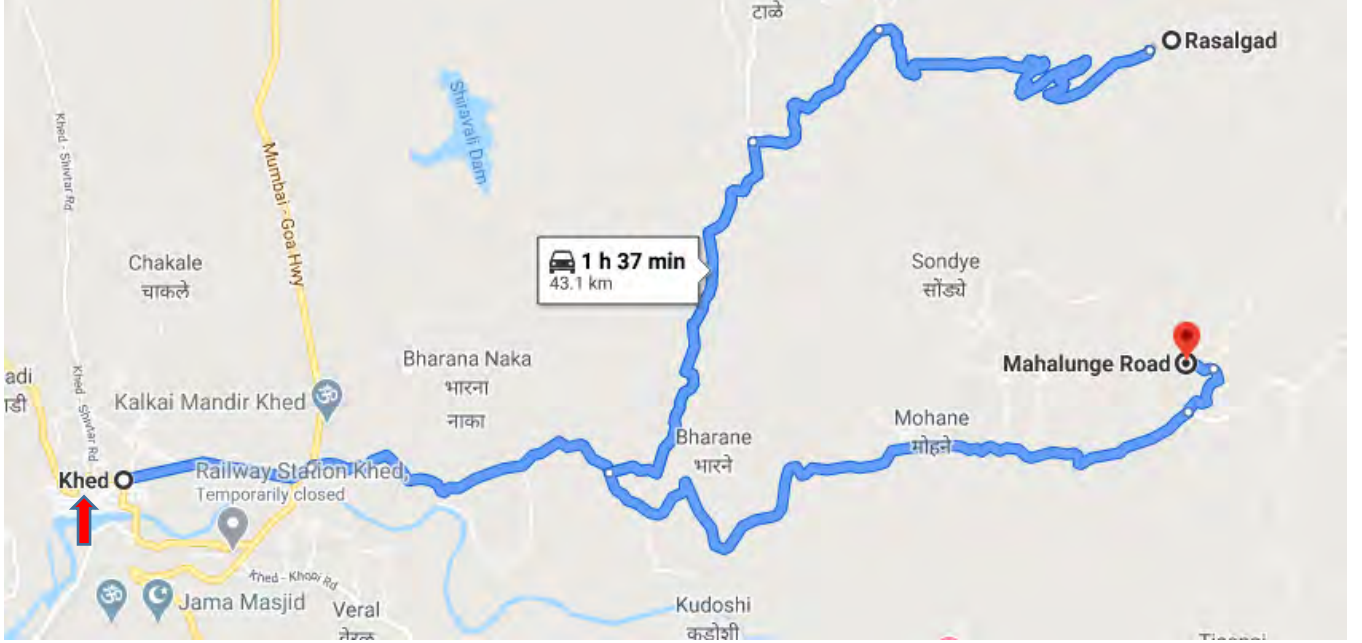 टाळे
Rasalgad
Shiravali Dam
Khed - Shivtar Rd
Mumbai - Goa Hwy
Chakale
चाकले
1 h 37 min
43.1 km
Sondye
सोंड्ये
Bharana Naka
भारना
नाका
Mahalunge Road
adi
Khed - Shivtar Rd
Kalkai Mandir Khed
Mohane
मोहने
Bharane
भारने
Railway Station Khed,
Temporarily closed
Khed
Khed - Khopi Rd
Jama Masjid
Veral
वेरळ
Kudoshi
कुडोशी